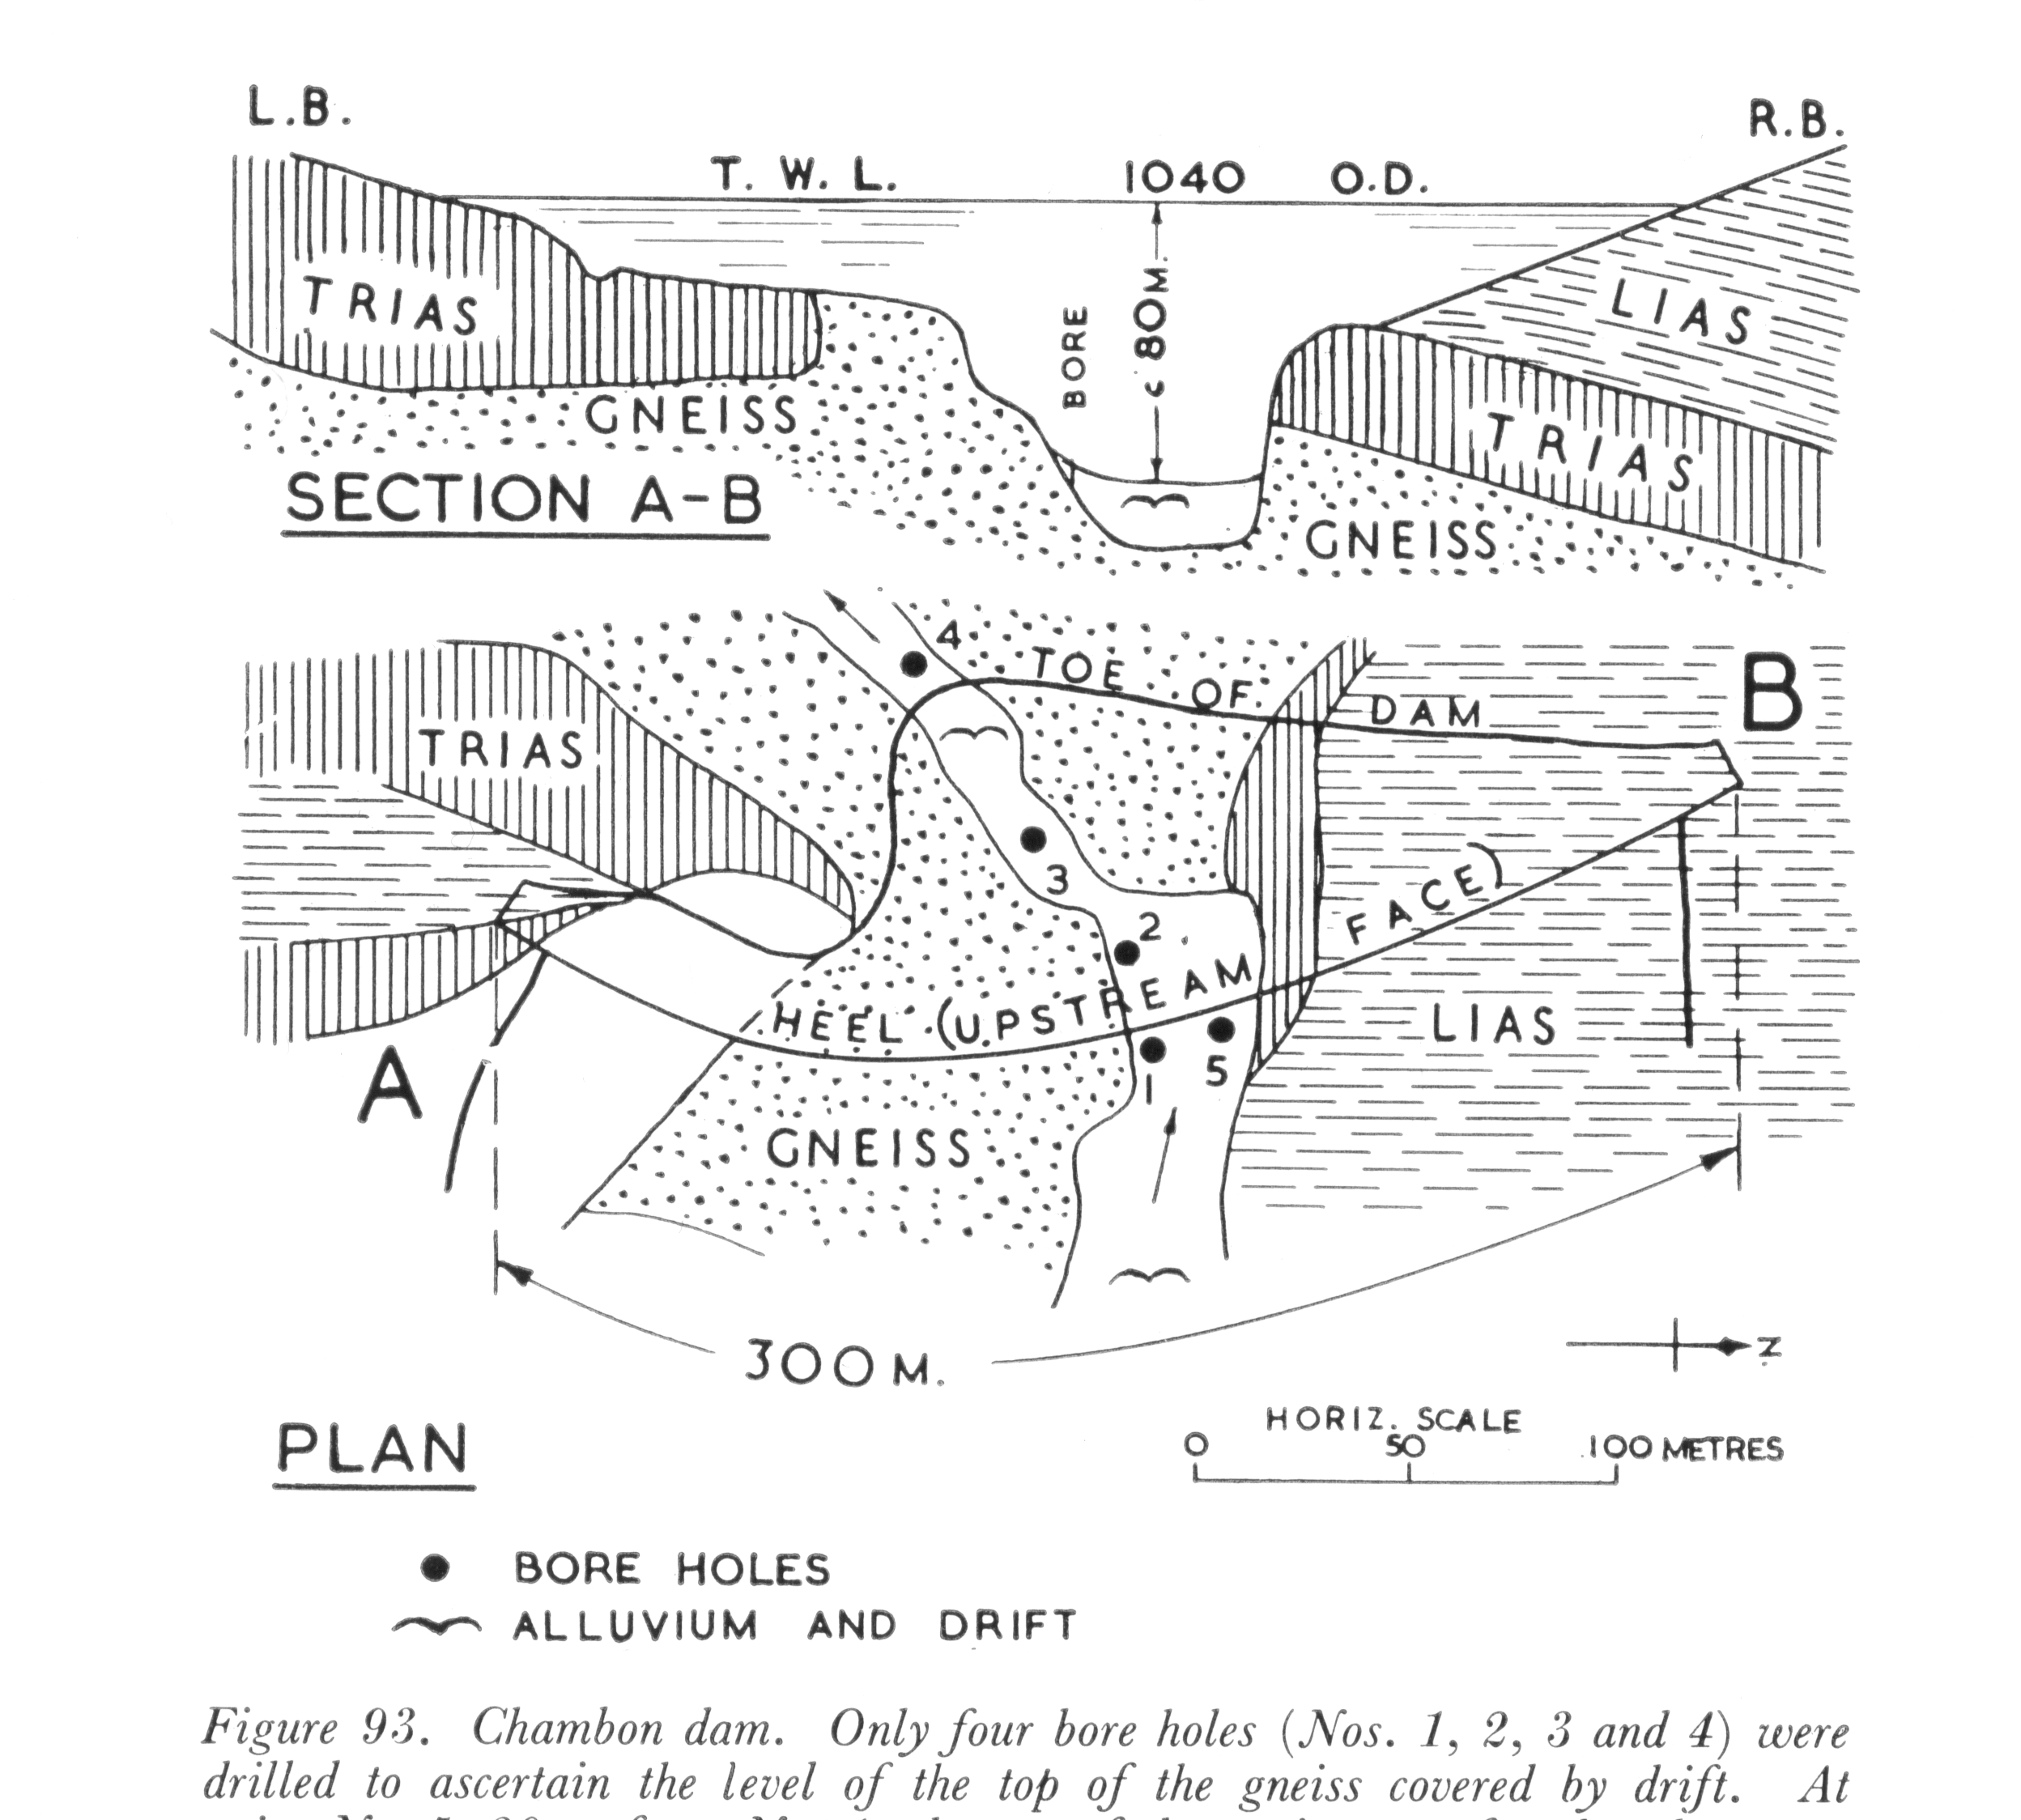 L.B.
R.B.
T. W. L. 1040 O.D.
BORE
c 80M.
TRIAS
LIAS
GNEISS
TRIAS
SECTION A-B
GNEISS
4
TOE OF DAM
B
TRIAS
3
2
HEEL (UPSTREAM FACE)
LIAS
A
1
5
GNEISS
300 M.
N
HORIZ. SCALE
0 50 100 METRES
PLAN
BORE HOLES
ALLUVIUM AND DRIFT
Figure 93. Chambon dam. Only four bore holes (Nos. 1, 2, 3 and 4) were
drilled to ascertain the level of the top of the gneiss covered by drift. At